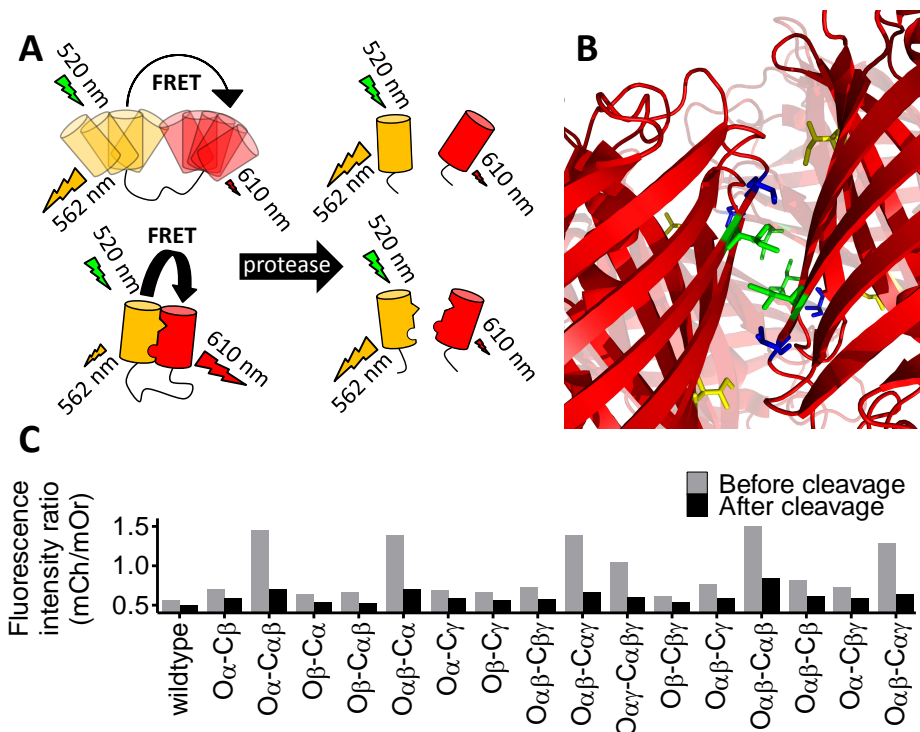 A
520 nm
FRET
562 nm
610 nm
520 nm
562 nm
610 nm
520 nm
FRET
562 nm
610 nm
protease
520 nm
562 nm
610 nm
B
C
Fluorescence
intensity ratio
(mCh/mOr)
1.5
1.0
0.5
Before cleavage
After cleavage
wildtype
Oα-Cβ
Oα-Cαβ
Oβ-Cα
Oβ-Cαβ
Oαβ-Cα
Oα-Cγ
Oβ-Cγ
Oαβ-Cβγ
Oαβ-Cαγ
Oαγ-Cαβγ
Oβ-Cβγ
Oαβ-Cγ
Oαβ-Cαβ
Oαβ-Cβ
Oα-Cβγ
Oαβ-Cαγ